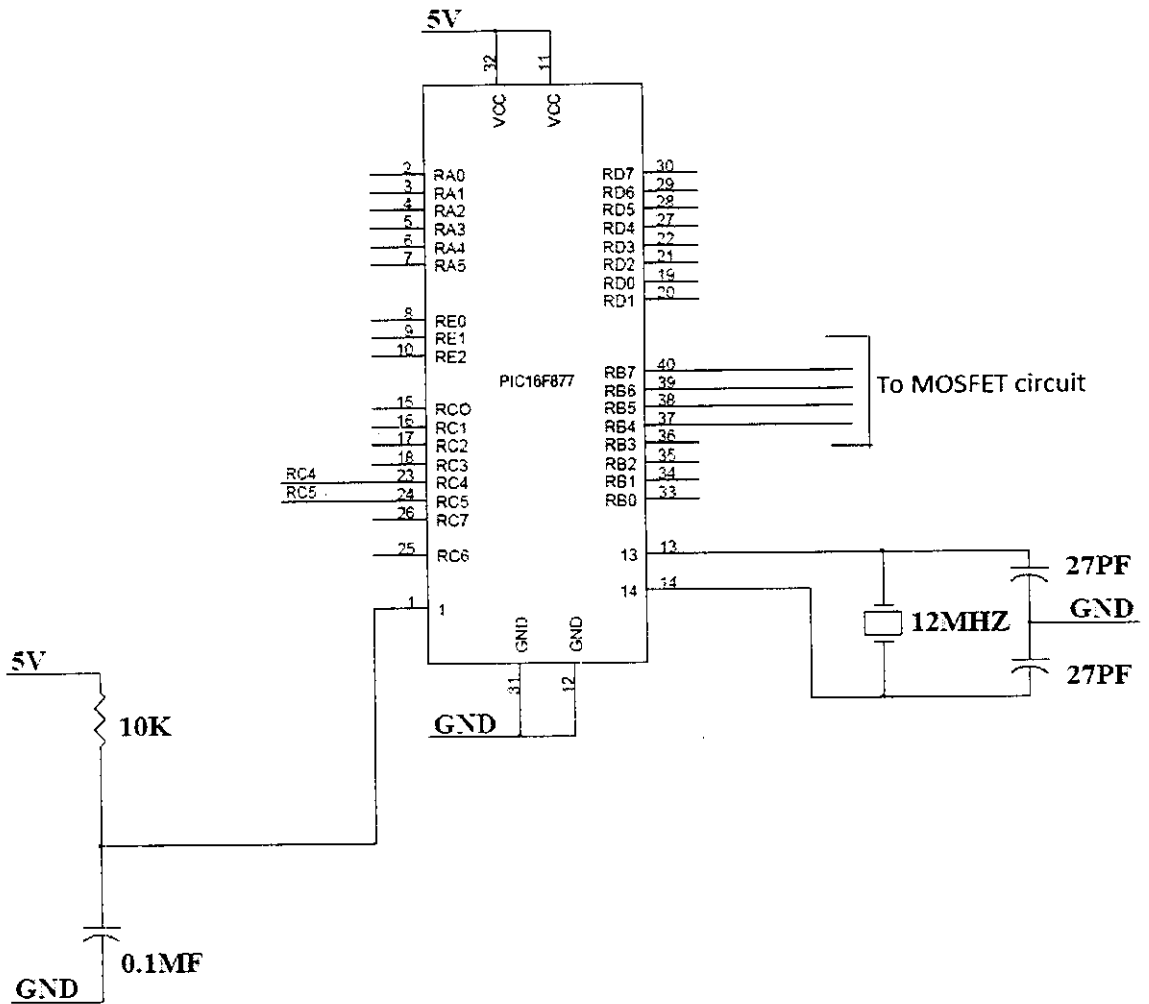 5V
32
11
VCC
VCC
2 RA0
3 RA1
4 RA2
5 RA3
6 RA4
7 RA5
8 RE0
9 RE1
10 RE2
15 RC0
16 RC1
17 RC2
18 RC3
RC4 23 RC4
RC5 24 RC5
26 RC7
25 RC6
1 1
PIC16F877
RD7 30
RD6 29
RD5 28
RD4 27
RD3 22
RD2 21
RD0 19
RD1 20
RB7 40
RB6 39
RB5 38
RB4 37
RB3 36
RB2 35
RB1 34
RB0 33
To MOSFET circuit
13 13
14 14
27PF
GND
12MHZ
27PF
GND
GND
31
12
GND
5V
10K
0.1MF
GND